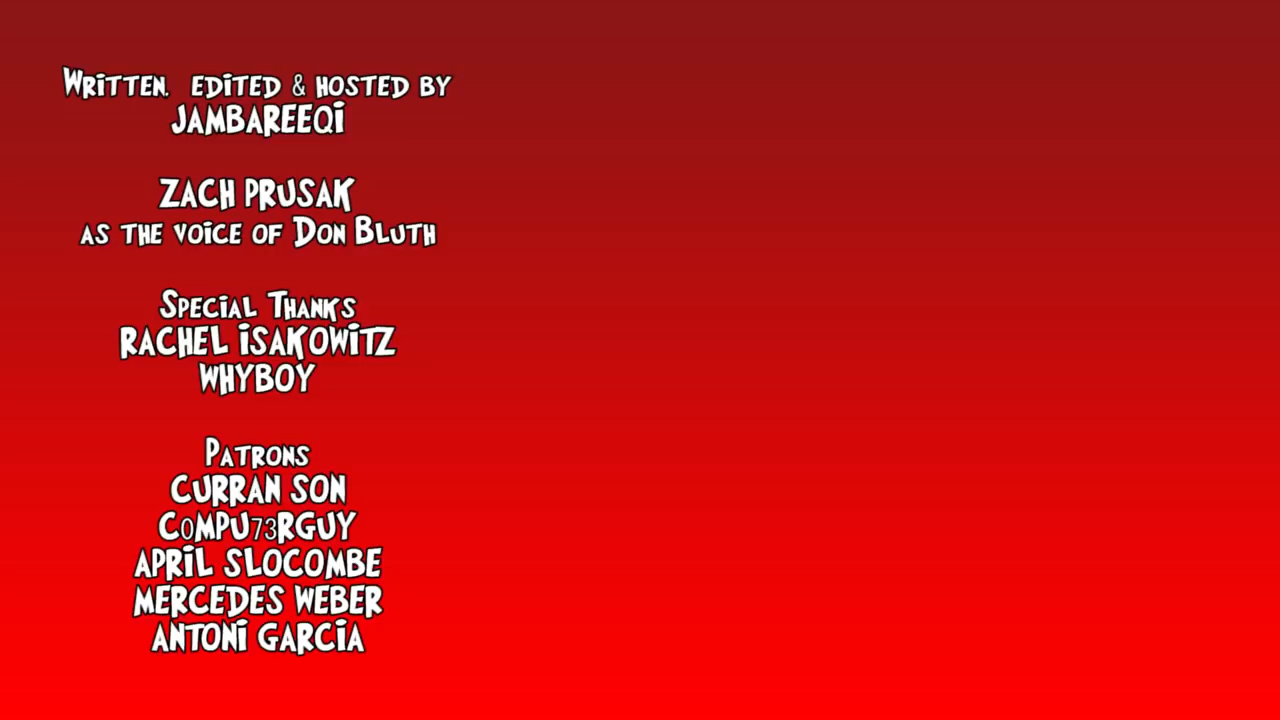 Written, edited & hosted by
JAMBAREEQi
ZACH PRUSAK
as the voice of Don Bluth
Special Thanks
RACHEL iSAKOWiTZ
WHYBOY
Patrons
CURRAN SON
C0MPU73RGUY
APRiL SLOCOMBE
MERCEDES WEBER
ANTONi GARCiA